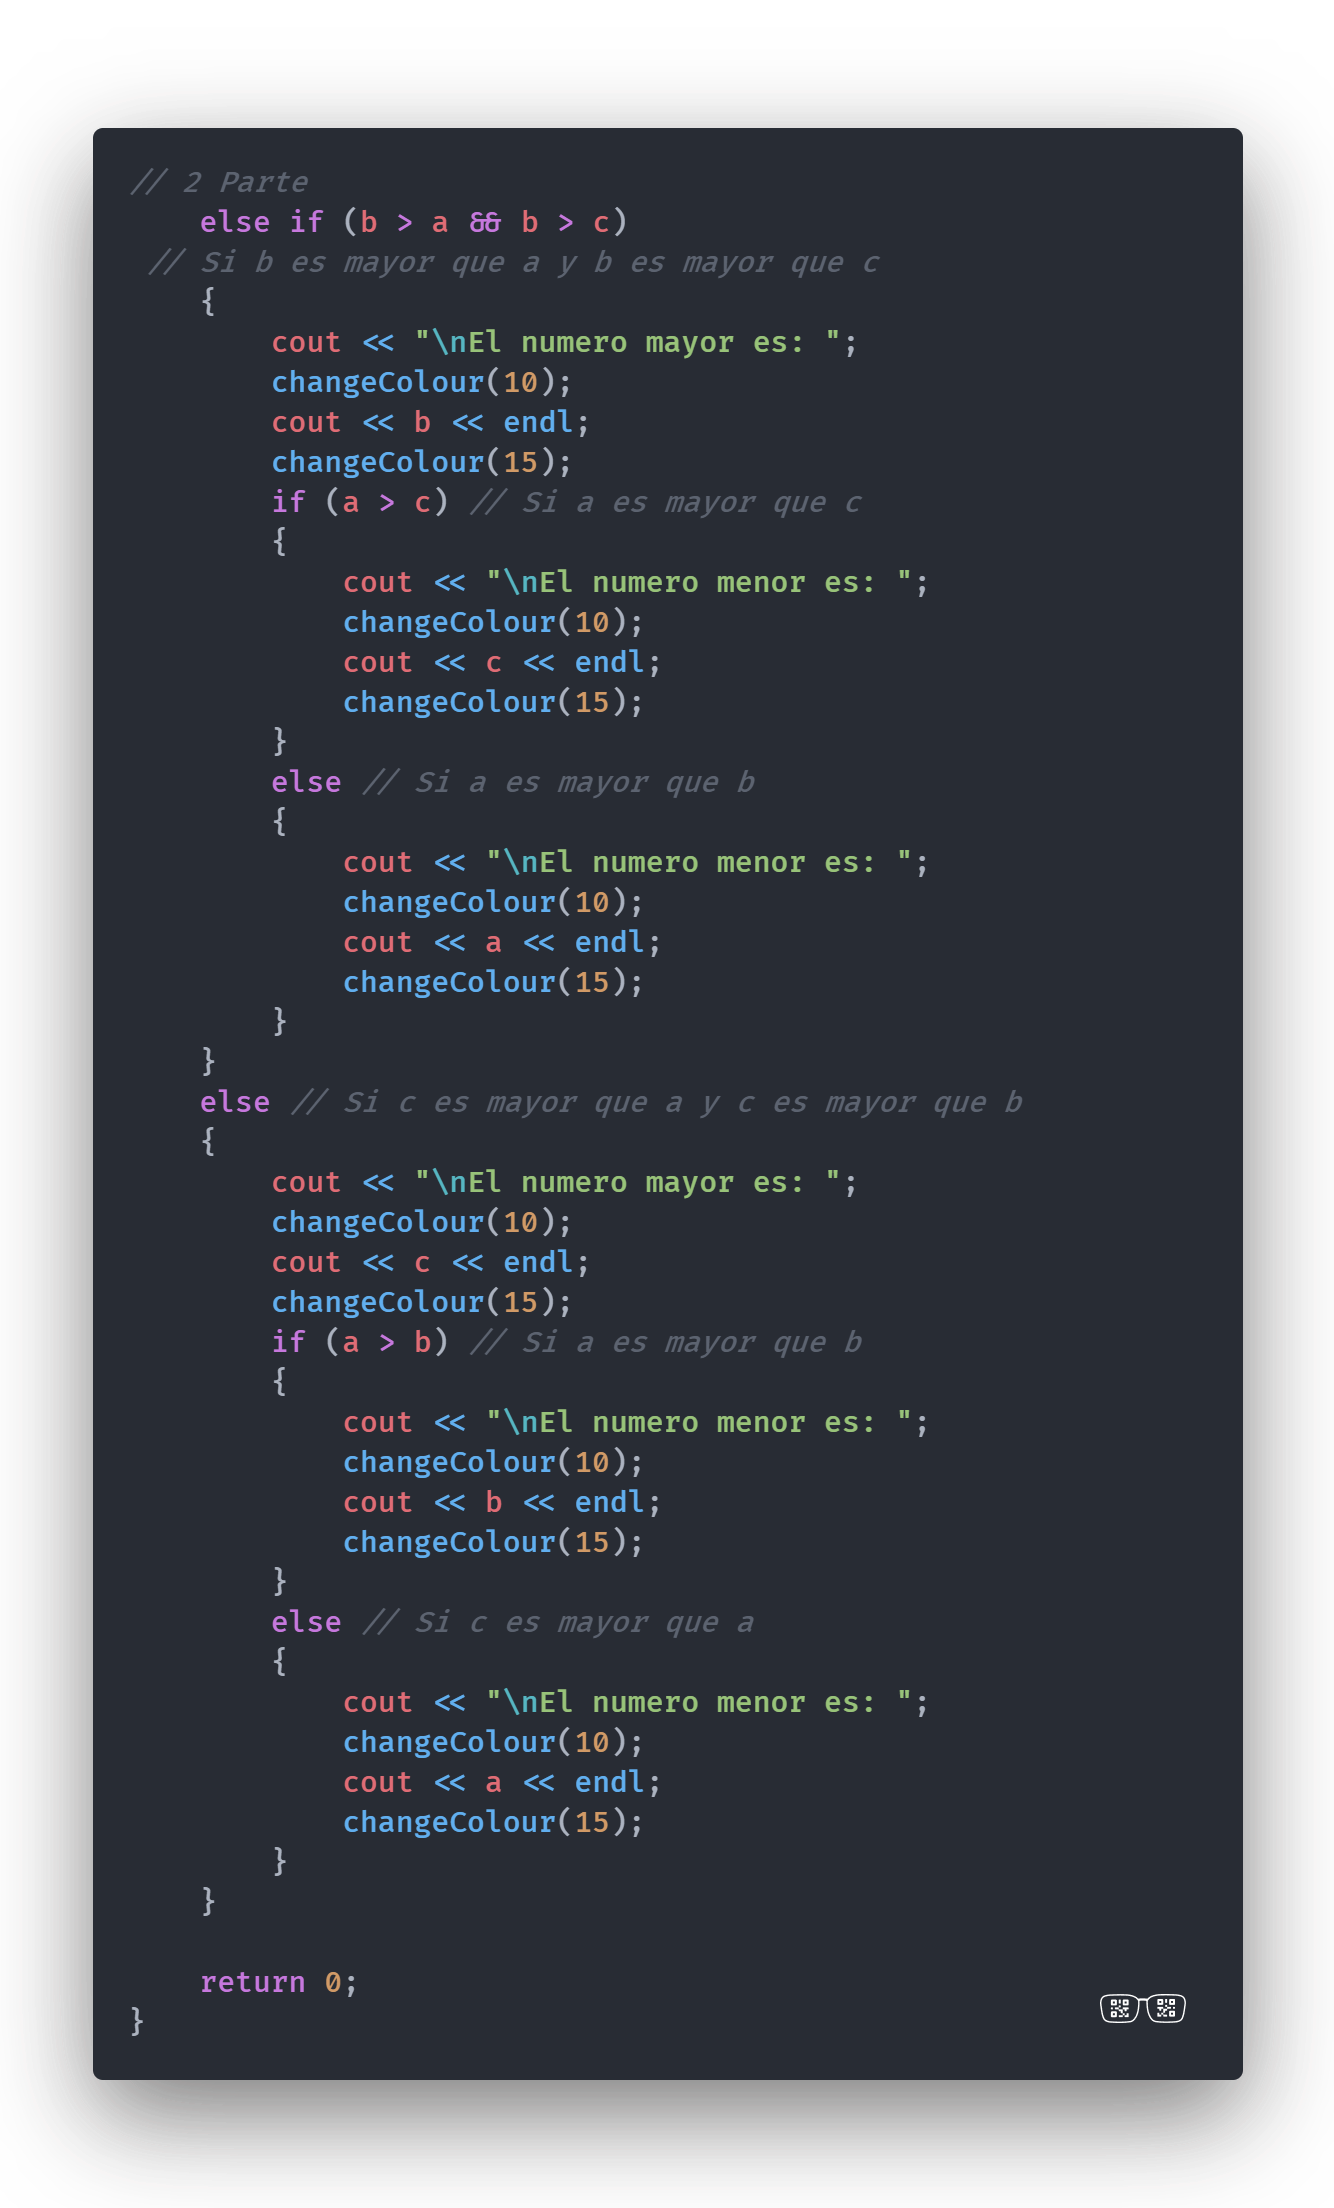 // 2 Parte
    else if (b > a && b > c)
 // Si b es mayor que a y b es mayor que c
    {
        cout << "\nEl numero mayor es: ";
        changeColour(10);
        cout << b << endl;
        changeColour(15);
        if (a > c) // Si a es mayor que c
        {
            cout << "\nEl numero menor es: ";
            changeColour(10);
            cout << c << endl;
            changeColour(15);
        }
        else // Si a es mayor que b
        {
            cout << "\nEl numero menor es: ";
            changeColour(10);
            cout << a << endl;
            changeColour(15);
        }
    }
    else // Si c es mayor que a y c es mayor que b
    {
        cout << "\nEl numero mayor es: ";
        changeColour(10);
        cout << c << endl;
        changeColour(15);
        if (a > b) // Si a es mayor que b
        {
            cout << "\nEl numero menor es: ";
            changeColour(10);
            cout << b << endl;
            changeColour(15);
        }
        else // Si c es mayor que a
        {
            cout << "\nEl numero menor es: ";
            changeColour(10);
            cout << a << endl;
            changeColour(15);
        }
    }

    return 0;
}